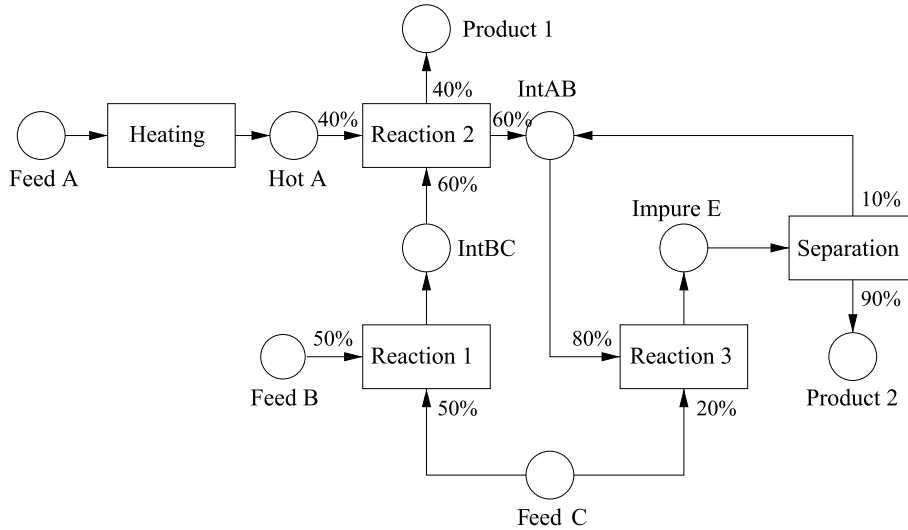 Product 1
40%
IntAB
Heating
40%
Reaction 2
60%
Feed A
Hot A
60%
10%
Impure E
IntBC
Separation
90%
50%
Reaction 1
80%
Reaction 3
Feed B
50%
20%
Product 2
Feed C